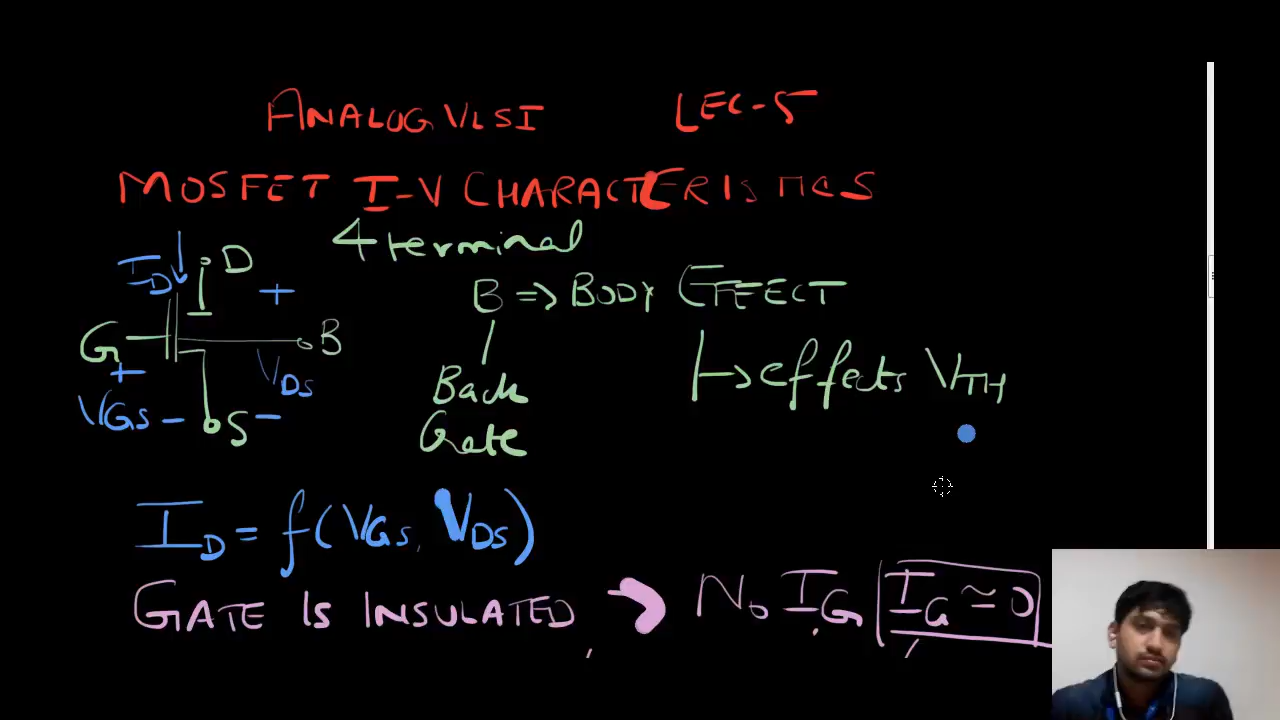 ANALOG VLSI LEC-5
MOSFET I-V CHARACTERISTICS
4 terminal
ID D +
B => BODY EFFECT
G B
+ VDS
effects VTH
Back
VGS - S -
Gate
ID = f(VGS, VDS)
GATE IS INSULATED → No IG IG ≃ 0